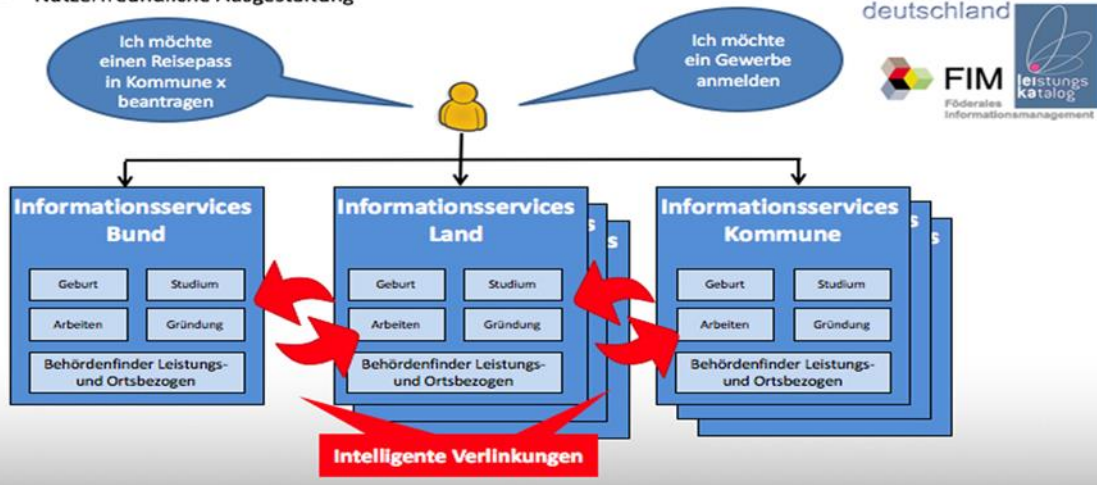 Nutzerfreundliche Ausgestaltung
deutschland
Ich möchte
einen Reisepass
in Kommune x
beantragen
Ich möchte
ein Gewerbe
anmelden
FIM
Föderales
Informationsmanagement
leistungs
katalog
Informationsservices
Bund
Geburt
Studium
Arbeiten
Gründung
Behördenfinder Leistungs-
und Ortsbezogen
Informationsservices
Land
Geburt
Studium
Arbeiten
Gründung
Behördenfinder Leistungs-
und Ortsbezogen
s
s
Informationsservices
Kommune
Geburt
Studium
Arbeiten
Gründung
Behördenfinder Leistungs-
und Ortsbezogen
s
s
Intelligente Verlinkungen